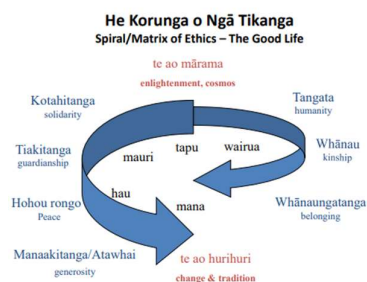 He Korunga o Ngā Tikanga
Spiral/Matrix of Ethics – The Good Life
te ao mārama
enlightenment, cosmos
Kotahitanga
solidarity
Tangata
humanity
Tiakitanga
guardianship
mauri
tapu
wairua
Whānau
kinship
hau
mana
Hohou rongo
Peace
Whānaungatanga
belonging
Manaakitanga/Atawhai
generosity
te ao hurihuri
change & tradition